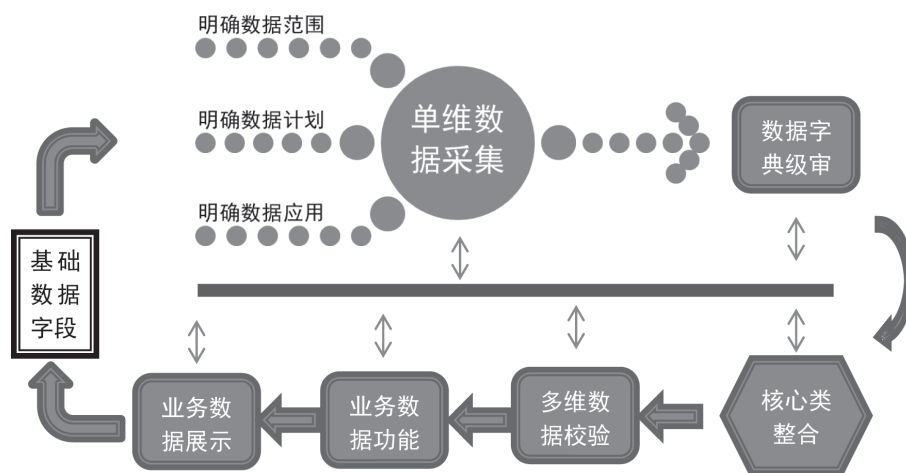 明确数据范围
明确数据计划
明确数据应用
单维数
据采集
数据字
典级审
基础
数据
字段
业务数
据展示
业务数
据功能
多维数
据校验
核心类
整合